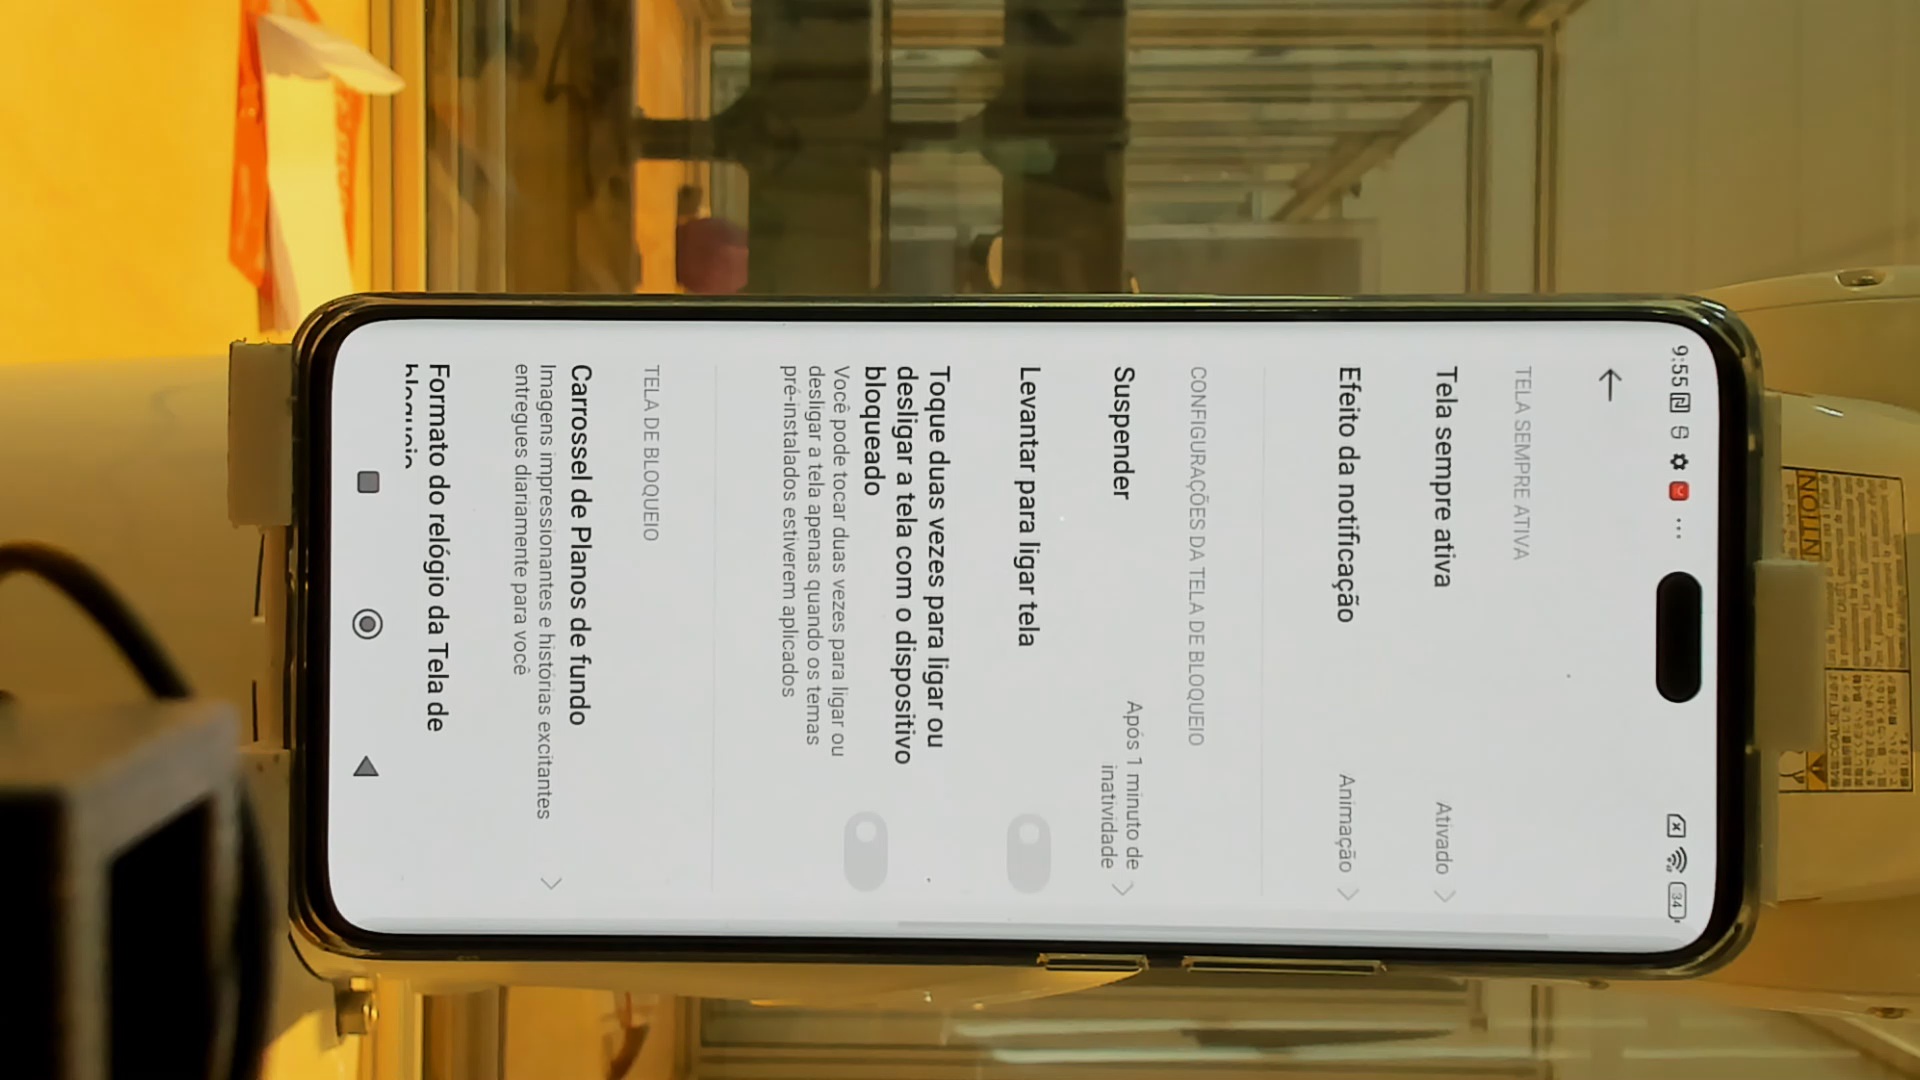 9:55
34
TELA SEMPRE ATIVA
Tela sempre ativa
Ativado
Efeito da notificação
Animação
CONFIGURAÇÕES DA TELA DE BLOQUEIO
Suspender
Após 1 minuto de
inatividade
Levantar para ligar tela
Toque duas vezes para ligar ou
desligar a tela com o dispositivo
bloqueado
Você pode tocar duas vezes para ligar ou
desligar a tela apenas quando os temas
pré-instalados estiverem aplicados
TELA DE BLOQUEIO
Carrossel de Planos de fundo
Imagens impressionantes e histórias excitantes
entregues diariamente para você
Formato do relógio da Tela de
bloqueio